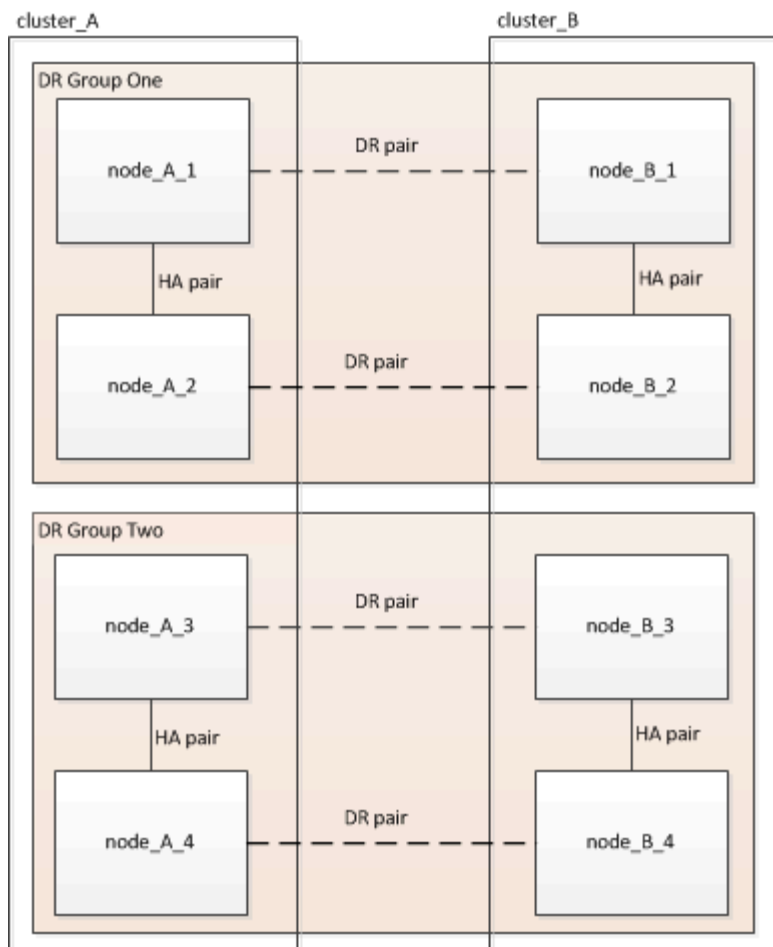 cluster_A
cluster_B
DR Group One
node_A_1
DR pair
node_B_1
HA pair
HA pair
node_A_2
DR pair
node_B_2
DR Group Two
node_A_3
DR pair
node_B_3
HA pair
HA pair
node_A_4
DR pair
node_B_4